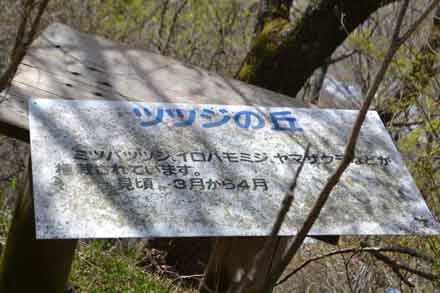 ツツジの丘
ミツバツツジ、イロハモミジ、ヤマザクラなどが
植栽されています。
見頃 3月から4月